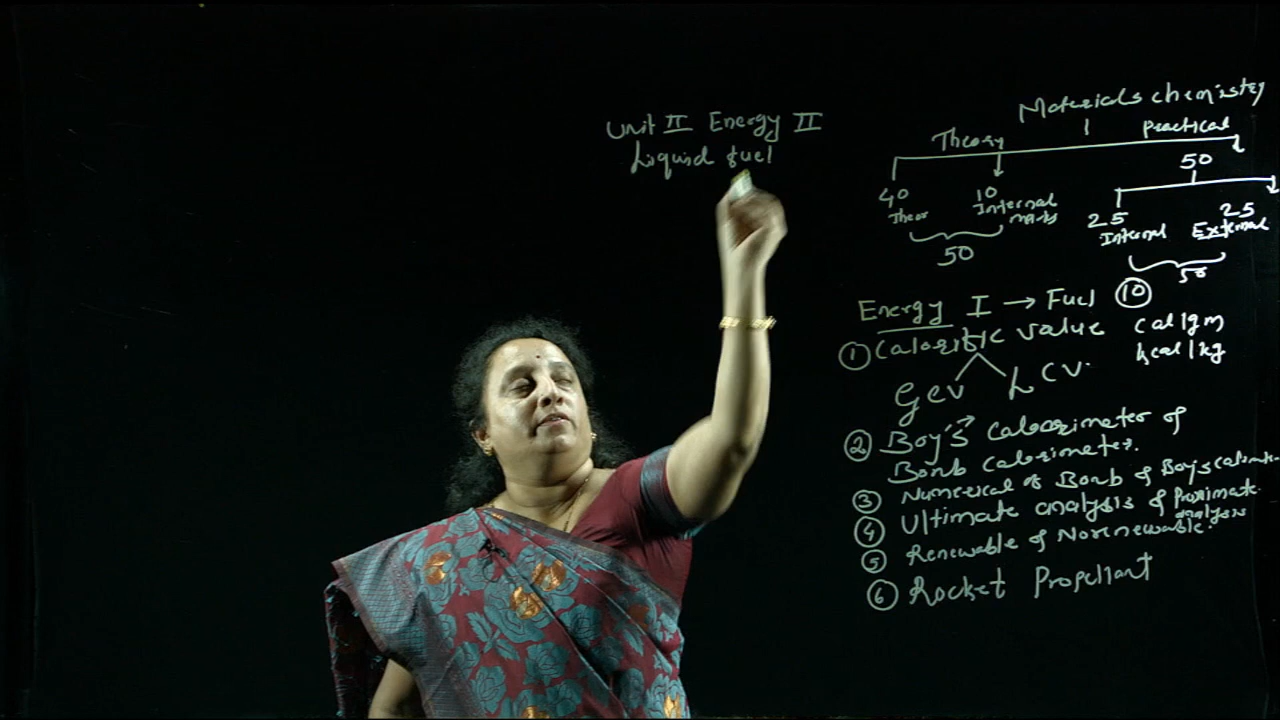 Unit II Energy II
Liquid fuel
Materials chemistry
Theory Practical
50
40 10
Theor Internal marks
50
25 25
Internal External
50
Energy I → Fuel 10
1 Calorific value cal/gm
kcal/kg
GCV LCV.
2 Boy's Calorimeter of
Bomb Calorimeter.
3 Numerical of Bomb & Boy's
4 Ultimate analysis of Proximate
analysis
5 Renewable of Nonrenewable.
6 Rocket Propellant